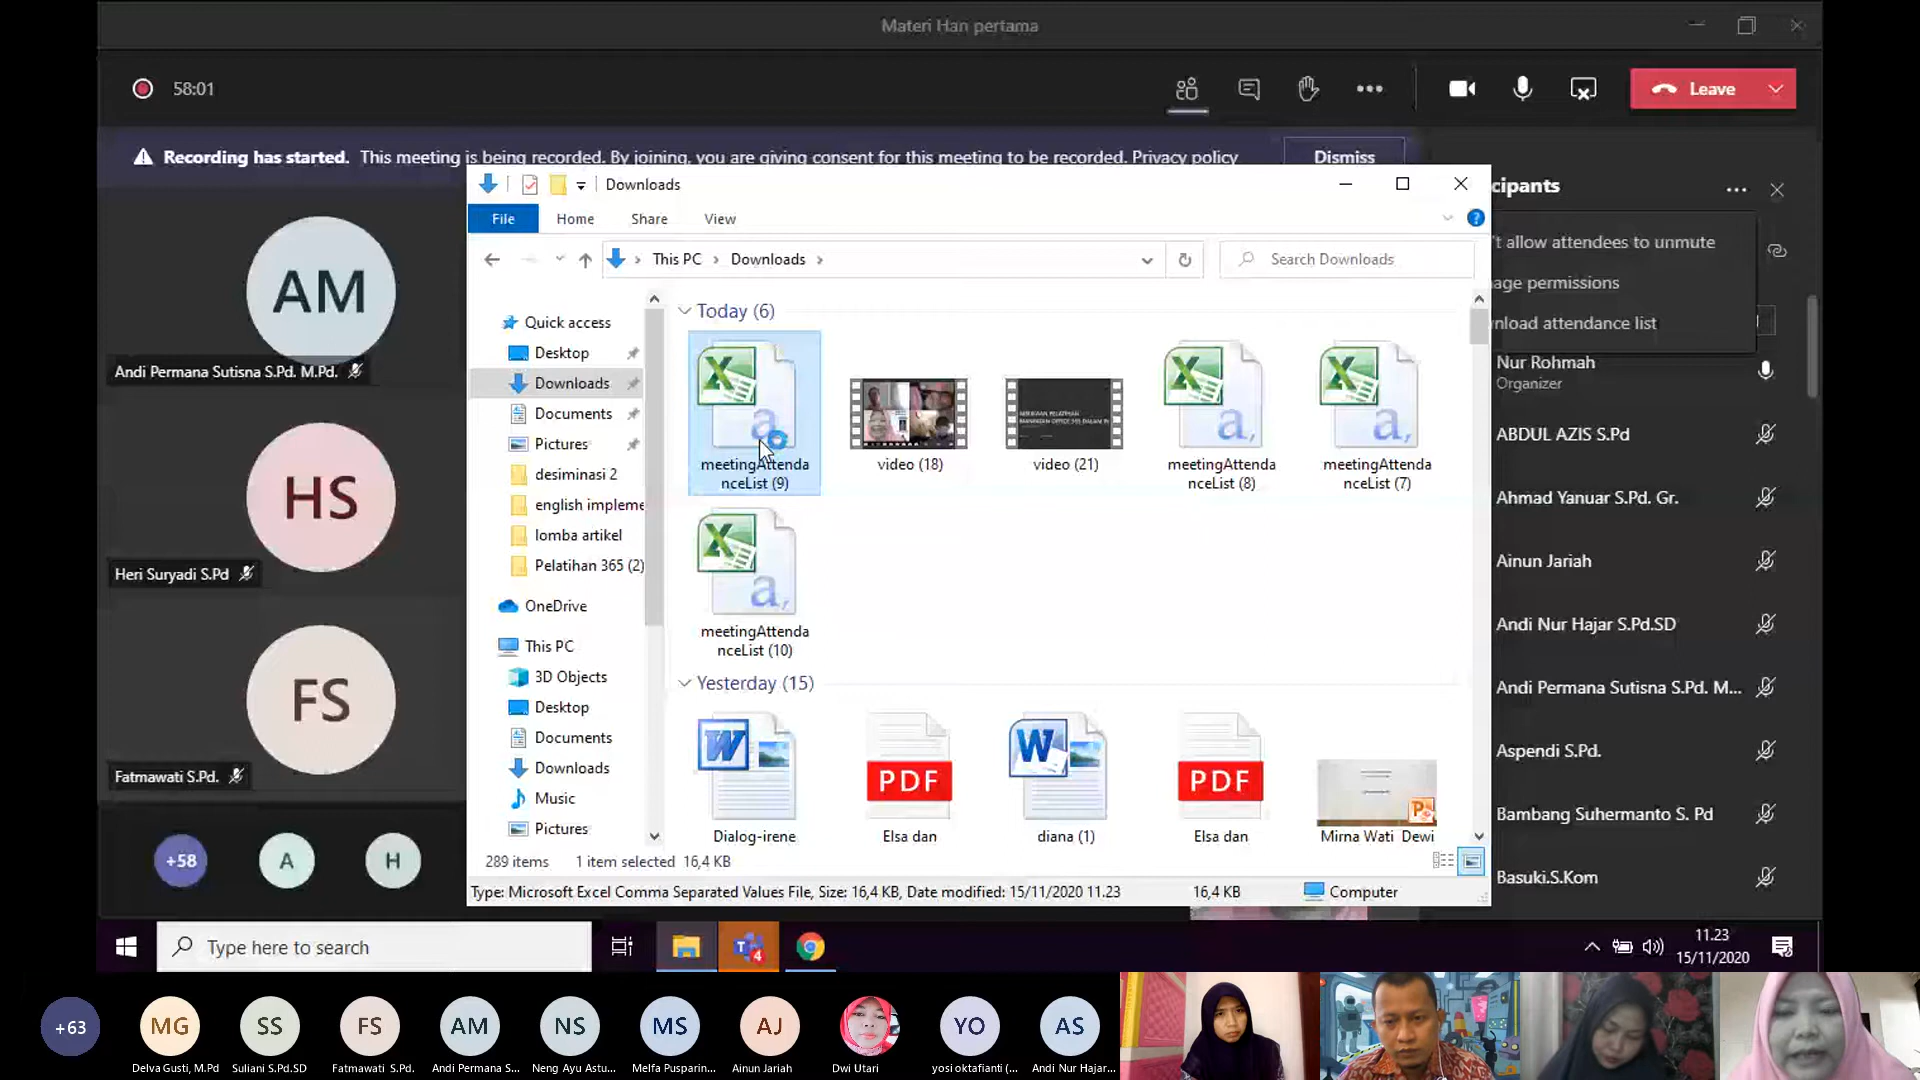 Materi Han pertama
58:01
Leave
Recording has started. This meeting is being recorded. By joining, you are giving consent for this meeting to be recorded. Privacy policy
Dismiss
AM
Andi Permana Sutisna S.Pd. M.Pd.
HS
Heri Suryadi S.Pd
FS
Fatmawati S.Pd.
+58
A
H
Downloads
File
Home
Share
View
This PC
Downloads
Search Downloads
Quick access
Desktop
Downloads
Documents
Pictures
desiminasi 2
english impleme
lomba artikel
Pelatihan 365 (2)
OneDrive
This PC
3D Objects
Desktop
Documents
Downloads
Music
Pictures
Today (6)
meetingAttenda
nceList (9)
video (18)
video (21)
meetingAttenda
nceList (8)
meetingAttenda
nceList (7)
meetingAttenda
nceList (10)
Yesterday (15)
Dialog-irene
PDF
Elsa dan
diana (1)
PDF
Elsa dan
Mirna Wati Dewi
289 items
1 item selected 16,4 KB
Type: Microsoft Excel Comma Separated Values File, Size: 16,4 KB, Date modified: 15/11/2020 11.23
16,4 KB
Computer
cipants
't allow attendees to unmute
age permissions
nload attendance list
Nur Rohmah
Organizer
ABDUL AZIS S.Pd
Ahmad Yanuar S.Pd. Gr.
Ainun Jariah
Andi Nur Hajar S.Pd.SD
Andi Permana Sutisna S.Pd. M...
Aspendi S.Pd.
Bambang Suhermanto S. Pd
Basuki.S.Kom
Type here to search
11.23
15/11/2020
+63
MG
Delva Gusti, M.Pd
SS
Suliani S.Pd.SD
FS
Fatmawati S.Pd.
AM
Andi Permana S...
NS
Neng Ayu Astu...
MS
Melfa Pusparin...
AJ
Ainun Jariah
Dwi Utari
YO
yosi oktafianti (...
AS
Andi Nur Hajar...